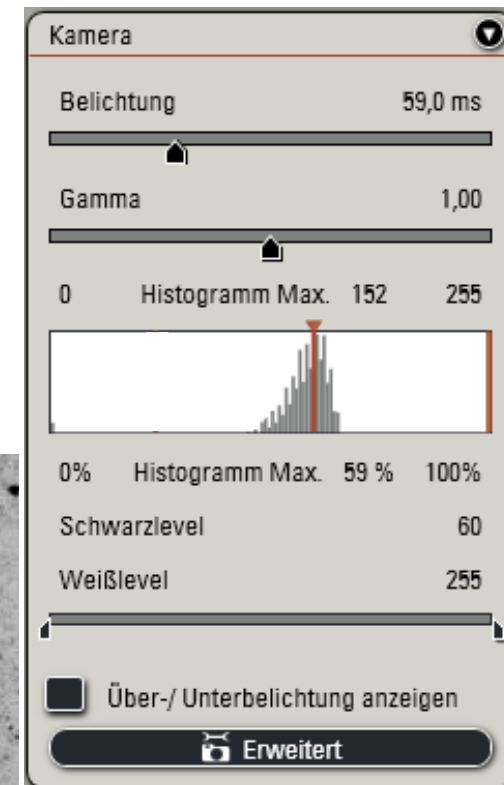 Kamera
Belichtung 59,0 ms
Gamma 1,00
0 Histogramm Max. 152 255
0% Histogramm Max. 59 % 100%
Schwarzlevel 60
Weißlevel 255
Über-/ Unterbelichtung anzeigen
Erweitert